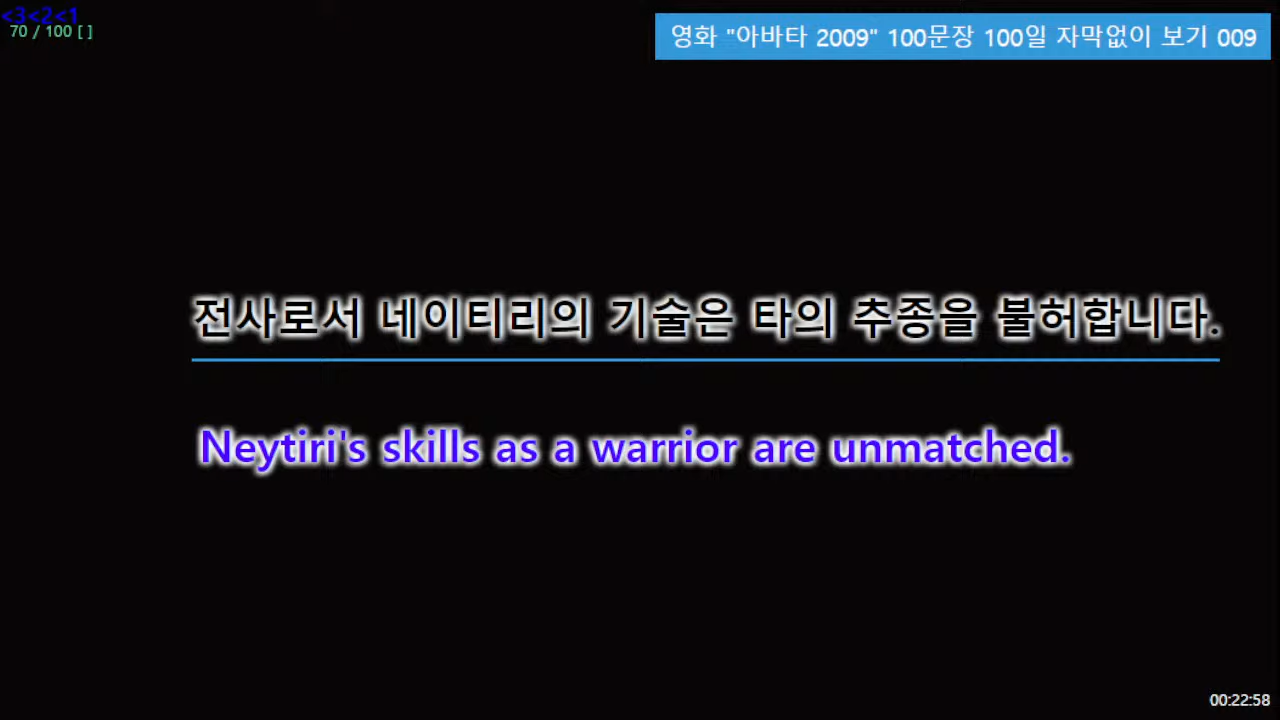 <3<2<1
70 / 100 [ ]
영화 "아바타 2009" 100문장 100일 자막없이 보기 009
전사로서 네이티리의 기술은 타의 추종을 불허합니다.
Neytiri's skills as a warrior are unmatched.
00:22:58